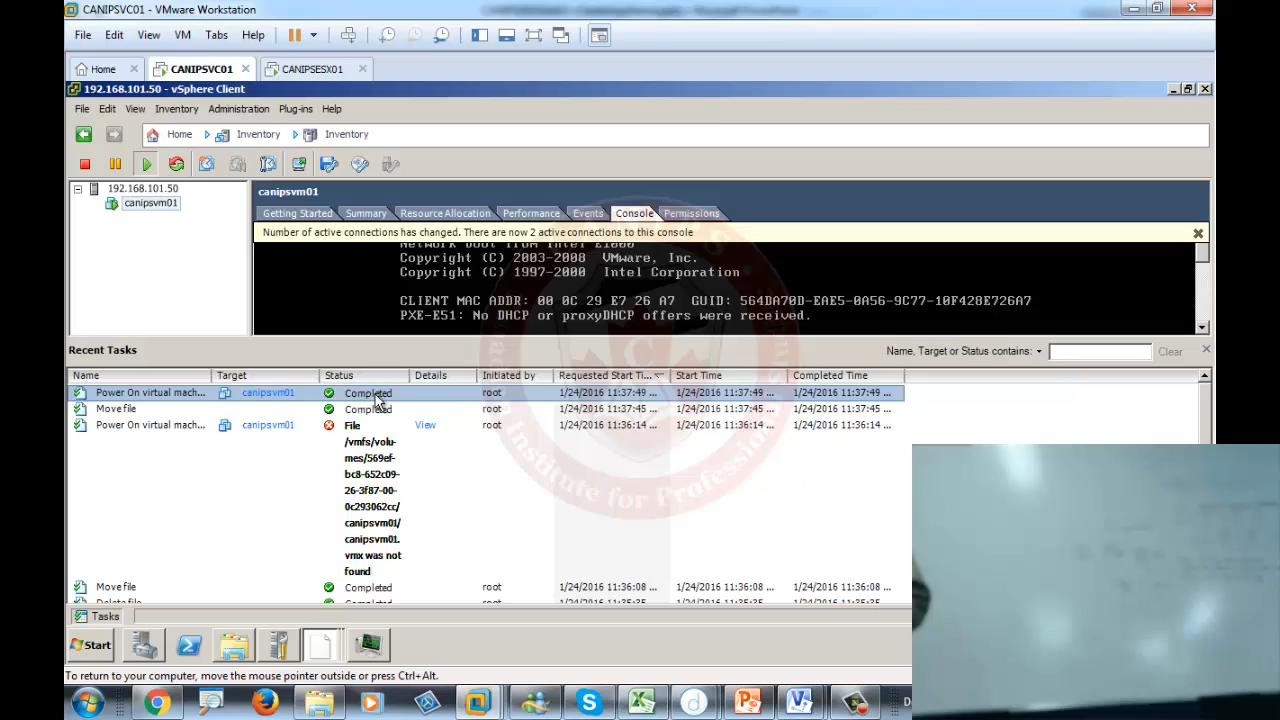 CANIPSVC01 - VMware Workstation
File Edit View VM Tabs Help
Home CANIPSVC01 CANIPSESX01
192.168.101.50 - vSphere Client
File Edit View Inventory Administration Plug-ins Help
Home Inventory Inventory
192.168.101.50
canipsvm01
canipsvm01
Getting Started Summary Resource Allocation Performance Events Console Permissions
Number of active connections has changed. There are now 2 active connections to this console
Network boot from Intel E1000
Copyright (C) 2003-2008 VMware, Inc.
Copyright (C) 1997-2000 Intel Corporation
CLIENT MAC ADDR: 00 0C 29 E7 26 A7 GUID: 564DA70D-EAE5-0A56-9C77-10F428E726A7
PXE-E51: No DHCP or proxyDHCP offers were received.
Recent Tasks Name, Target or Status contains: Clear
Name Target Status Details Initiated by Requested Start Ti... Start Time Completed Time
Power On virtual mach... canipsvm01 Completed root 1/24/2016 11:37:49 ... 1/24/2016 11:37:49 ... 1/24/2016 11:37:49 ...
Move file Completed root 1/24/2016 11:37:45 ... 1/24/2016 11:37:45 ... 1/24/2016 11:37:45 ...
Power On virtual mach... canipsvm01 File View root 1/24/2016 11:36:14 ... 1/24/2016 11:36:14 ... 1/24/2016 11:36:14 ...
/vmfs/volu-
mes/569ef-
bc8-652c09-
26-3f87-00-
0c293062cc/
canipsvm01/
canipsvm01.
vmx was not
found
Move file Completed root 1/24/2016 11:36:08 ... 1/24/2016 11:36:08 ... 1/24/2016 11:36:08 ...
Tasks
Start
To return to your computer, move the mouse pointer outside or press Ctrl+Alt.
Institute for Profession